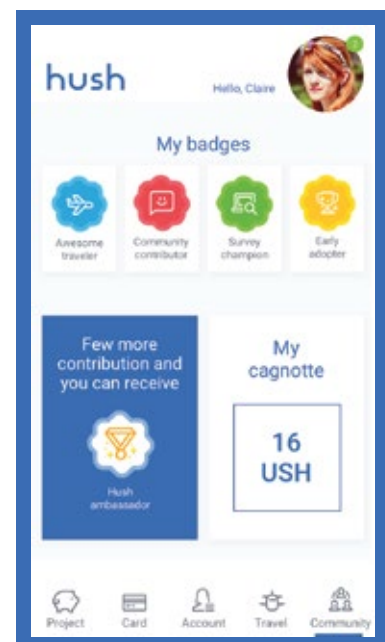 hush
Hello, Claire
My badges
Awesome
traveler
Community
contributor
Survey
champion
Early
adopter
Few more
contribution and
you can receive
Hush
ambassador
My
cagnotte
16
USH
Project
Card
Account
Travel
Community